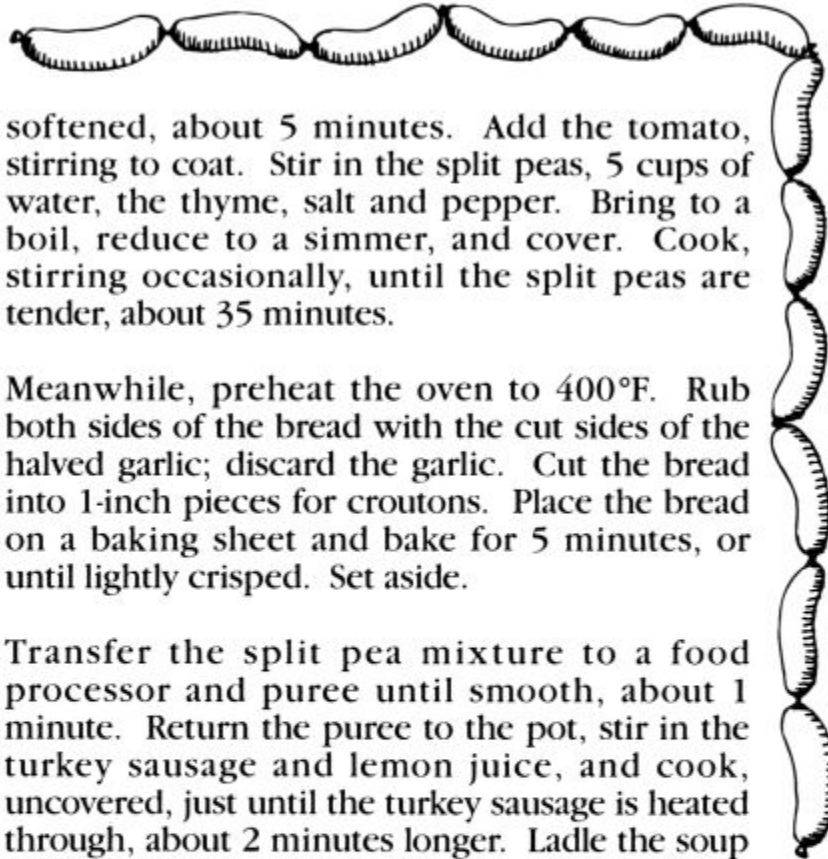 softened, about 5 minutes. Add the tomato,
stirring to coat. Stir in the split peas, 5 cups of
water, the thyme, salt and pepper. Bring to a
boil, reduce to a simmer, and cover. Cook,
stirring occasionally, until the split peas are
tender, about 35 minutes.
Meanwhile, preheat the oven to 400°F. Rub
both sides of the bread with the cut sides of the
halved garlic; discard the garlic. Cut the bread
into 1-inch pieces for croutons. Place the bread
on a baking sheet and bake for 5 minutes, or
until lightly crisped. Set aside.
Transfer the split pea mixture to a food
processor and puree until smooth, about 1
minute. Return the puree to the pot, stir in the
turkey sausage and lemon juice, and cook,
uncovered, just until the turkey sausage is heated
through, about 2 minutes longer. Ladle the soup